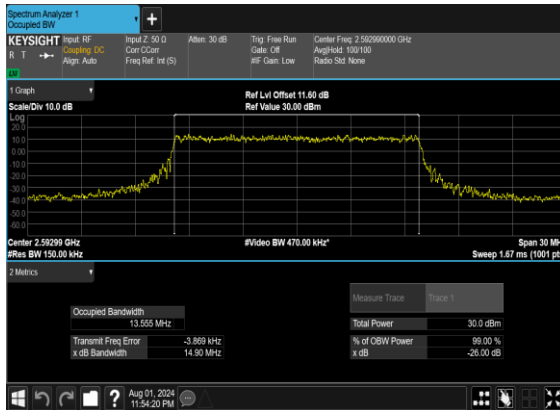 Spectrum Analyzer 1
Occupied BW
+
KEYSIGHT
R T
LXI
Input: RF
Coupling: DC
Align: Auto
Input Z: 50 Ω
Corr CCorr
Freq Ref: Int (S)
Atten: 30 dB
Trig: Free Run
Gate: Off
#IF Gain: Low
Center Freq: 2.592990000 GHz
Avg|Hold: 100/100
Radio Std: None
1 Graph
Scale/Div 10.0 dB
Ref Lvl Offset 11.60 dB
Ref Value 30.00 dBm
Log
20.0
10.0
0.00
-10.0
-20.0
-30.0
-40.0
-50.0
-60.0
Center 2.59299 GHz
#Res BW 150.00 kHz
#Video BW 470.00 kHz*
Span 30 MH
Sweep 1.67 ms (1001 pt
2 Metrics
Measure Trace Trace 1
Occupied Bandwidth
13.555 MHz
Total Power 30.0 dBm
Transmit Freq Error -3.869 kHz
% of OBW Power 99.00 %
x dB Bandwidth 14.90 MHz
x dB -26.00 dB
?
Aug 01, 2024
11:54:20 PM